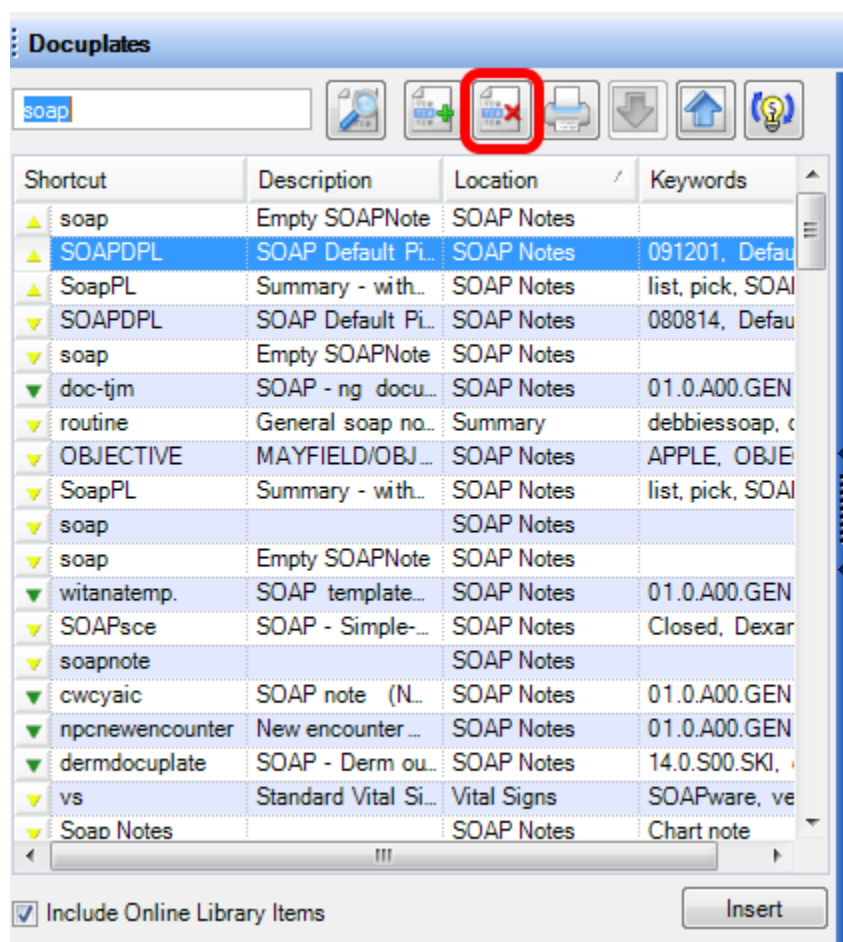 Docuplates
soap
Shortcut Description Location Keywords
soap Empty SOAPNote SOAP Notes
SOAPDPL SOAP Default Pi... SOAP Notes 091201, Defau
SoapPL Summary - with... SOAP Notes list, pick, SOA
SOAPDPL SOAP Default Pi... SOAP Notes 080814, Defau
soap Empty SOAPNote SOAP Notes
doc-tjm SOAP - ng docu... SOAP Notes 01.0.A00.GEN
routine General soap no... Summary debbiessoap,
OBJECTIVE MAYFIELD/OBJ... SOAP Notes APPLE, OBJE
SoapPL Summary - with... SOAP Notes list, pick, SOA
soap SOAP Notes
soap Empty SOAPNote SOAP Notes
witanatemp. SOAP template... SOAP Notes 01.0.A00.GEN
SOAPsce SOAP - Simple-... SOAP Notes Closed, Dexar
soapnote SOAP Notes
cwcyaic SOAP note (N... SOAP Notes 01.0.A00.GEN
npcnewencounter New encounter ... SOAP Notes 01.0.A00.GEN
dermdocuplate SOAP - Derm ou... SOAP Notes 14.0.S00.SKI,
vs Standard Vital Si... Vital Signs SOAPware, ve
Soap Notes SOAP Notes Chart note
Include Online Library Items Insert